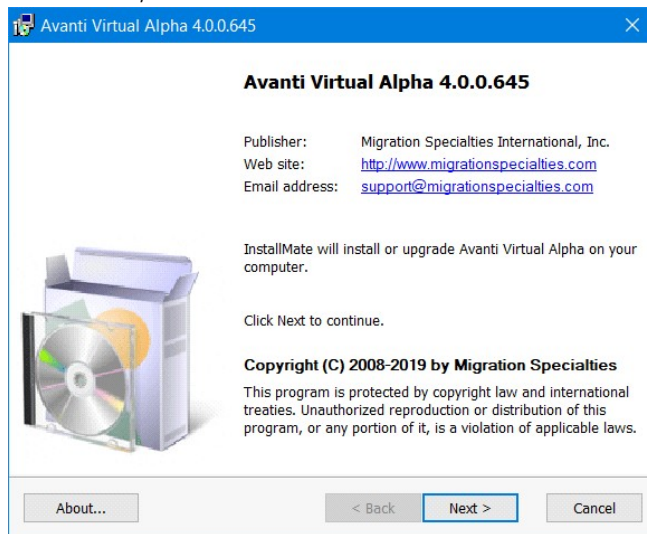 Avanti Virtual Alpha 4.0.0.645
Avanti Virtual Alpha 4.0.0.645
Publisher: Migration Specialties International, Inc.
Web site: http://www.migrationspecialties.com
Email address: support@migrationspecialties.com
InstallMate will install or upgrade Avanti Virtual Alpha on your
computer.
Click Next to continue.
Copyright (C) 2008-2019 by Migration Specialties
This program is protected by copyright law and international
treaties. Unauthorized reproduction or distribution of this
program, or any portion of it, is a violation of applicable laws.
About... < Back Next > Cancel